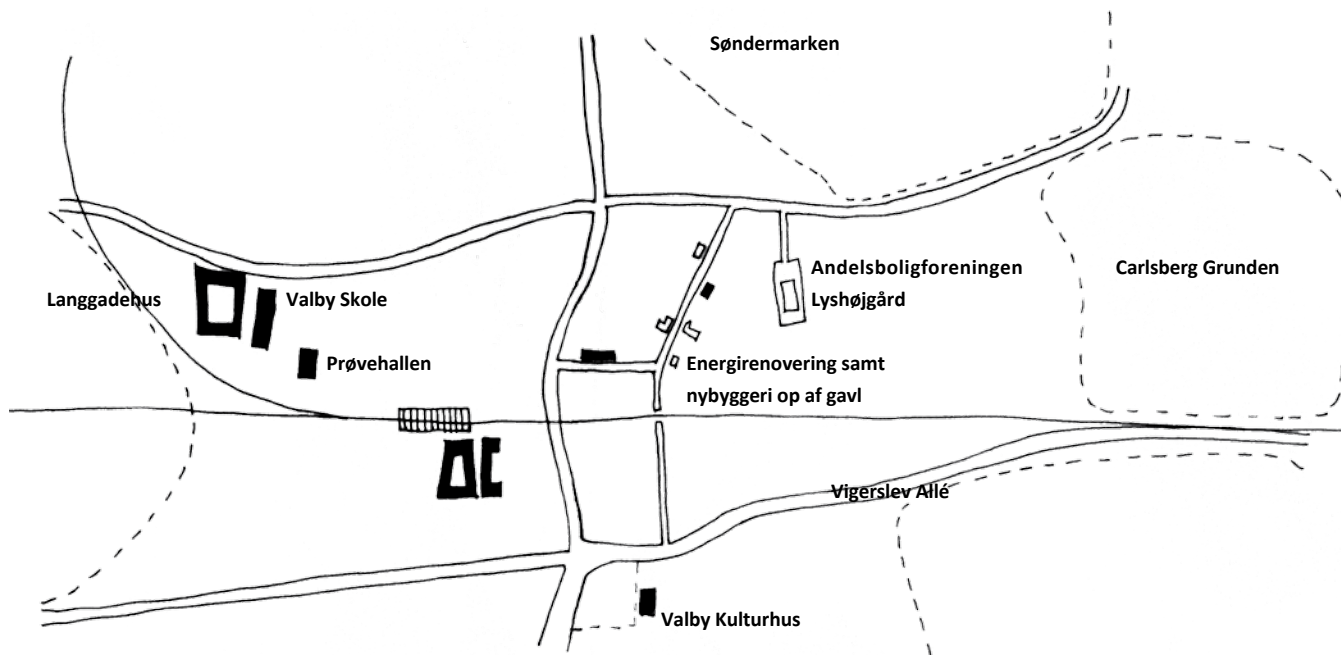 Søndermarken
Andelsboligforeningen
Lyshøjgård
Carlsberg Grunden
Langgadehus
Valby Skole
Prøvehallen
Energirenovering samt
nybyggeri op af gavl
Vigerslev Allé
Valby Kulturhus